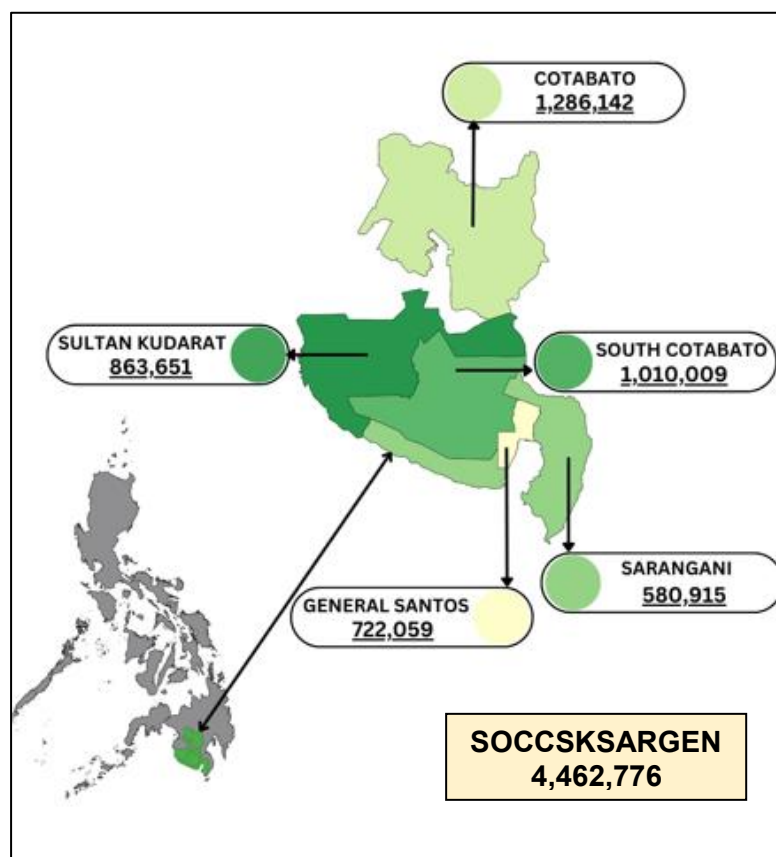 COTABATO
1,286,142
SULTAN KUDARAT
863,651
SOUTH COTABATO
1,010,009
SARANGANI
580,915
GENERAL SANTOS
722,059
SOCCSKSARGEN
4,462,776